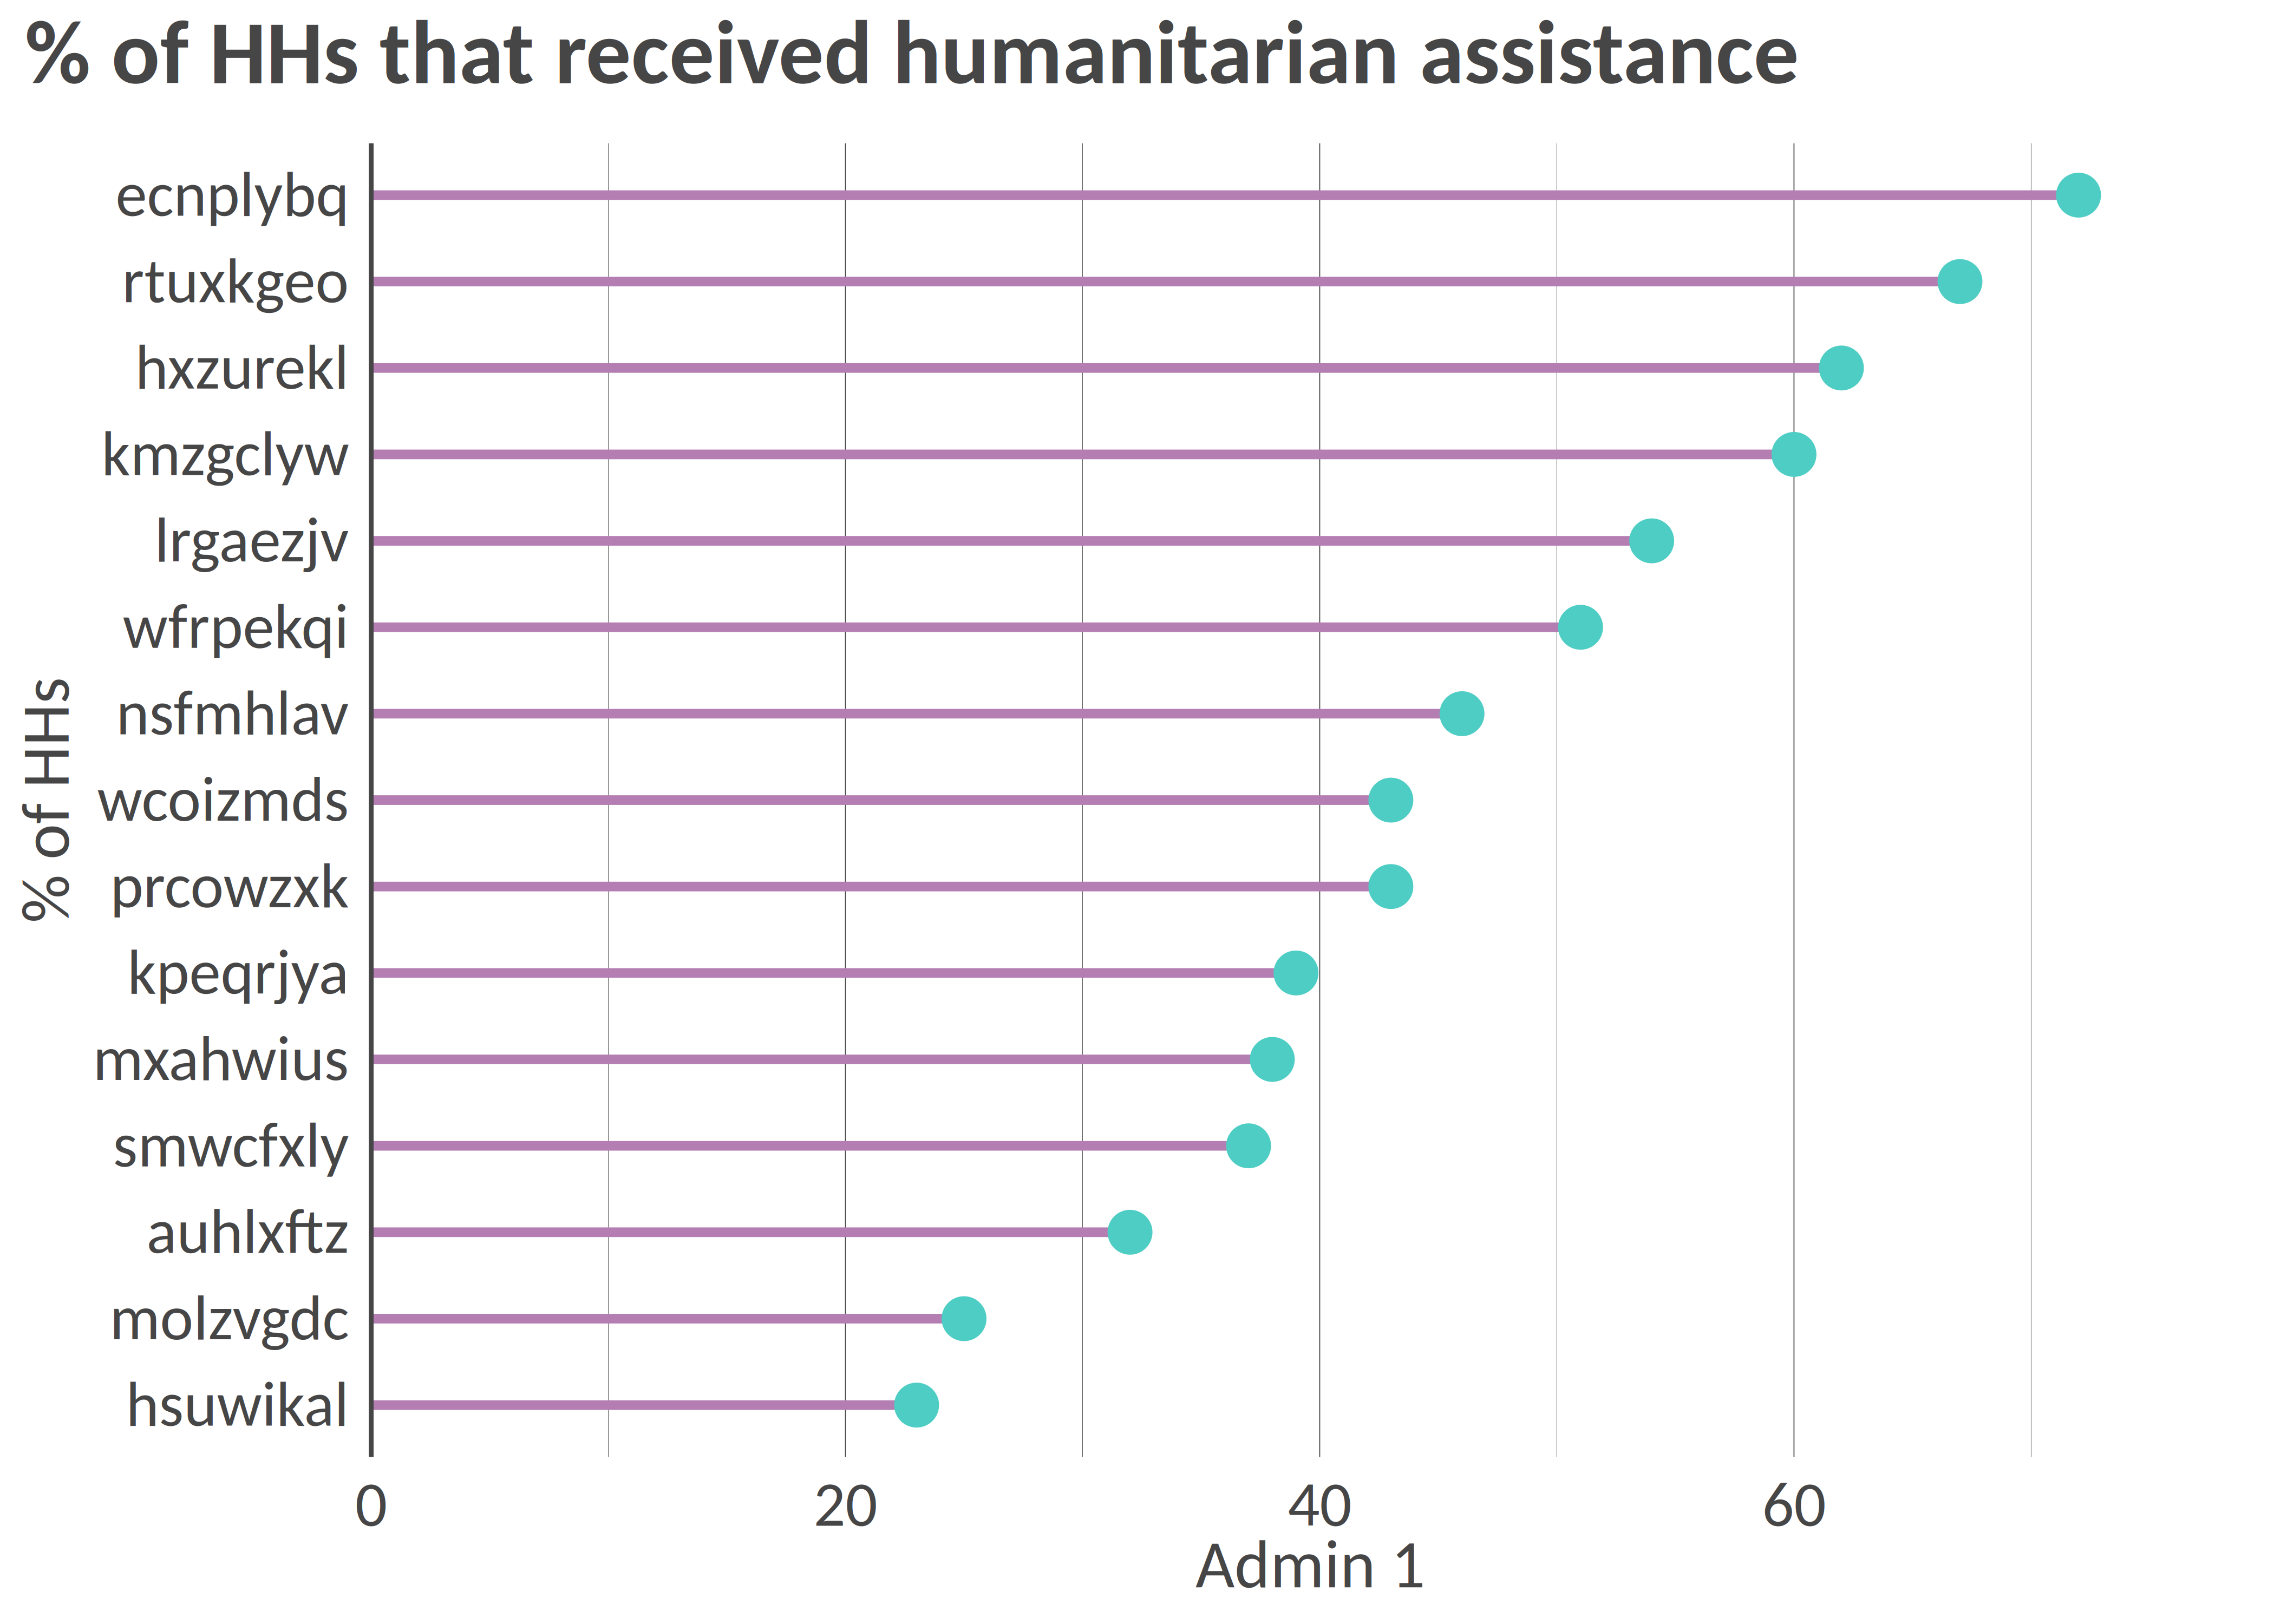 % of HHs that received humanitarian assistance
ecnplybq
rtuxkgeo
hxzurekl
kmzgclyw
lrgaezjv
wfrpekqi
nsfmhlav
wcoizmds
prcowzxk
kpeqrjya
mxahwius
smwcfxly
auhlxftz
molzvgdc
hsuwikal
% of HHs
0 20 40 60
Admin 1